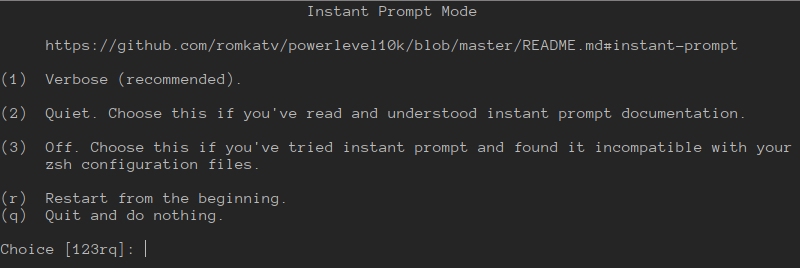 Instant Prompt Mode
https://github.com/romkatv/powerlevel10k/blob/master/README.md#instant-prompt
(1) Verbose (recommended).
(2) Quiet. Choose this if you've read and understood instant prompt documentation.
(3) Off. Choose this if you've tried instant prompt and found it incompatible with your
zsh configuration files.
(r) Restart from the beginning.
(q) Quit and do nothing.
Choice [123rq]: